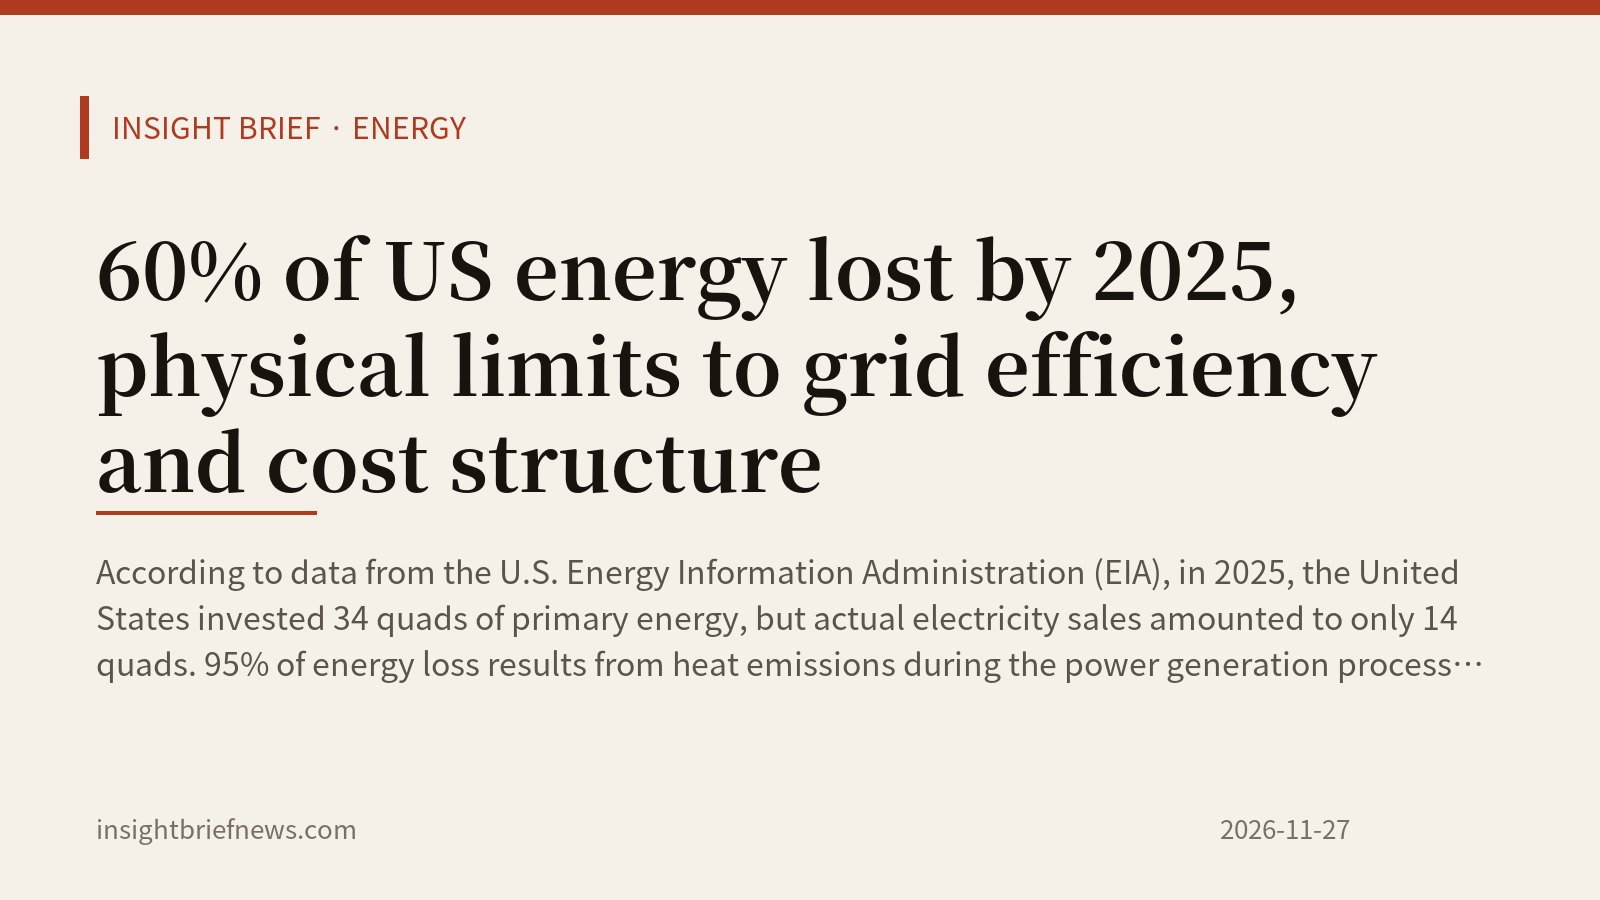 INSIGHT BRIEF · ENERGY
60% of US energy lost by 2025,
physical limits to grid efficiency
and cost structure
According to data from the U.S. Energy Information Administration (EIA), in 2025, the United
States invested 34 quads of primary energy, but actual electricity sales amounted to only 14
quads. 95% of energy loss results from heat emissions during the power generation process…
insightbriefnews.com
2026-11-27